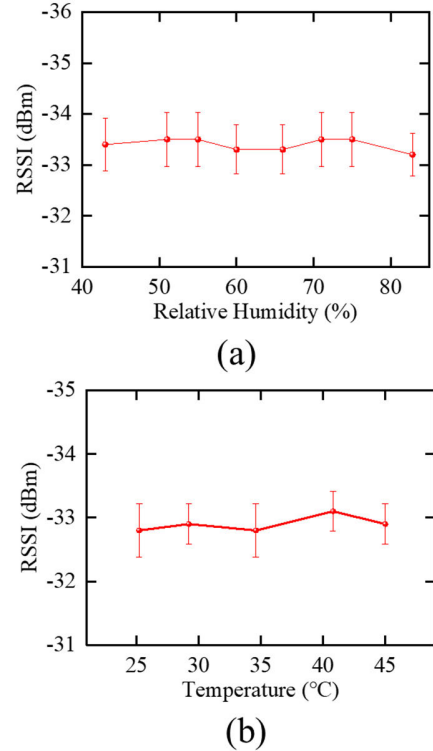 -36
-34
-33
-32
-31
RSSI (dBm)
40 50 60 70 80
Relative Humidity (%)
(a)
-35
-34
-33
-32
-31
RSSI (dBm)
25 30 35 40 45
Temperature (°C)
(b)